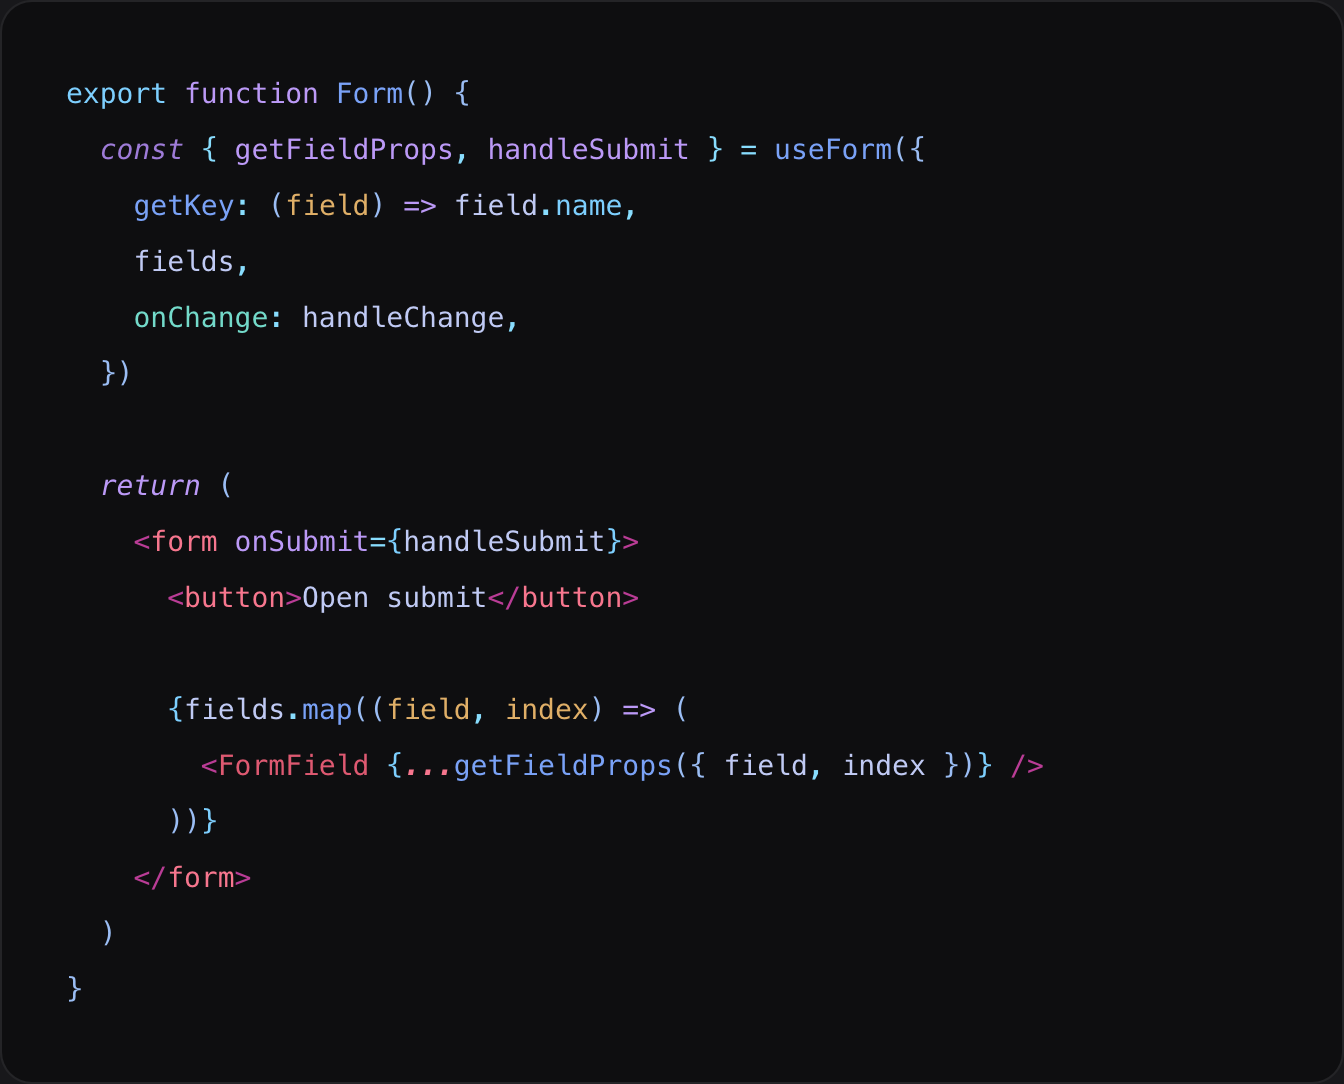 export function Form() {
  const { getFieldProps, handleSubmit } = useForm({
    getKey: (field) => field.name,
    fields,
    onChange: handleChange,
  })

  return (
    <form onSubmit={handleSubmit}>
      <button>Open submit</button>

      {fields.map((field, index) => (
        <FormField {...getFieldProps({ field, index })} />
      ))}
    </form>
  )
}